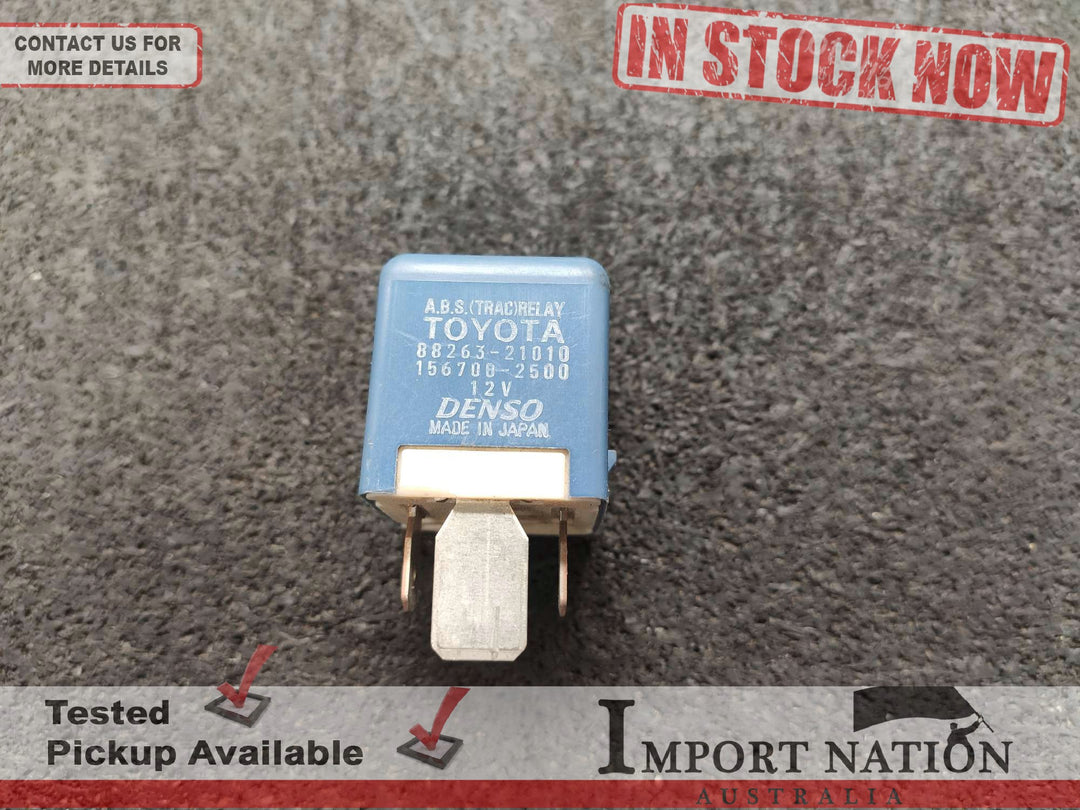 CONTACT US FOR
MORE DETAILS
IN STOCK NOW
A.B.S.(TRAC)RELAY
TOYOTA
88263-21010
156700-2500
12V
DENSO
MADE IN JAPAN
Tested
Pickup Available
IMPORT NATION
AUSTRALIA